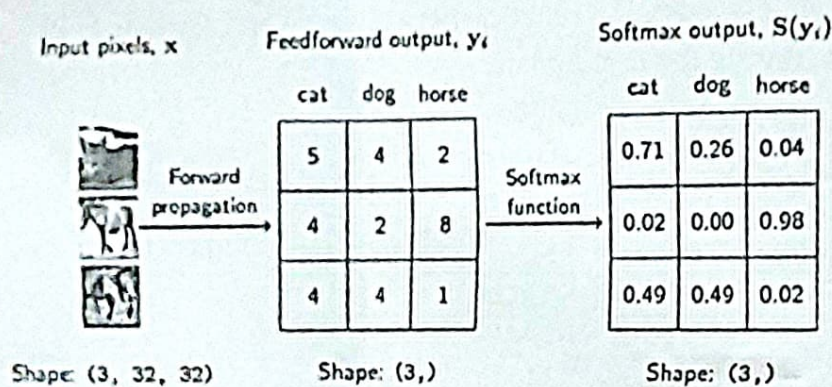 Input pixels, x
Feedforward output, yᵢ
Softmax output, S(yᵢ)
cat dog horse
cat dog horse
5 4 2
0.71 0.26 0.04
Forward
propagation
Softmax
function
4 2 8
0.02 0.00 0.98
4 4 1
0.49 0.49 0.02
Shape: (3, 32, 32)
Shape: (3,)
Shape: (3,)